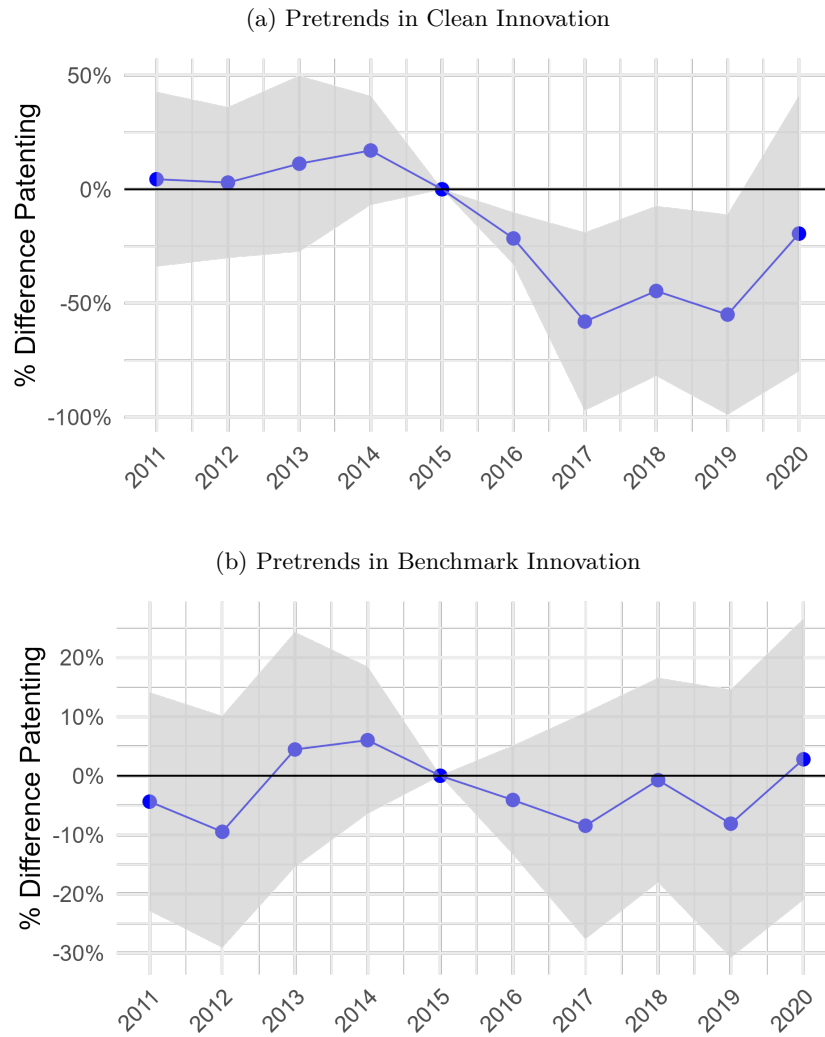 (a) Pretrends in Clean Innovation
% Difference Patenting
50%
0%
-50%
-100%
2011 2012 2013 2014 2015 2016 2017 2018 2019 2020
(b) Pretrends in Benchmark Innovation
% Difference Patenting
20%
10%
0%
-10%
-20%
-30%
2011 2012 2013 2014 2015 2016 2017 2018 2019 2020